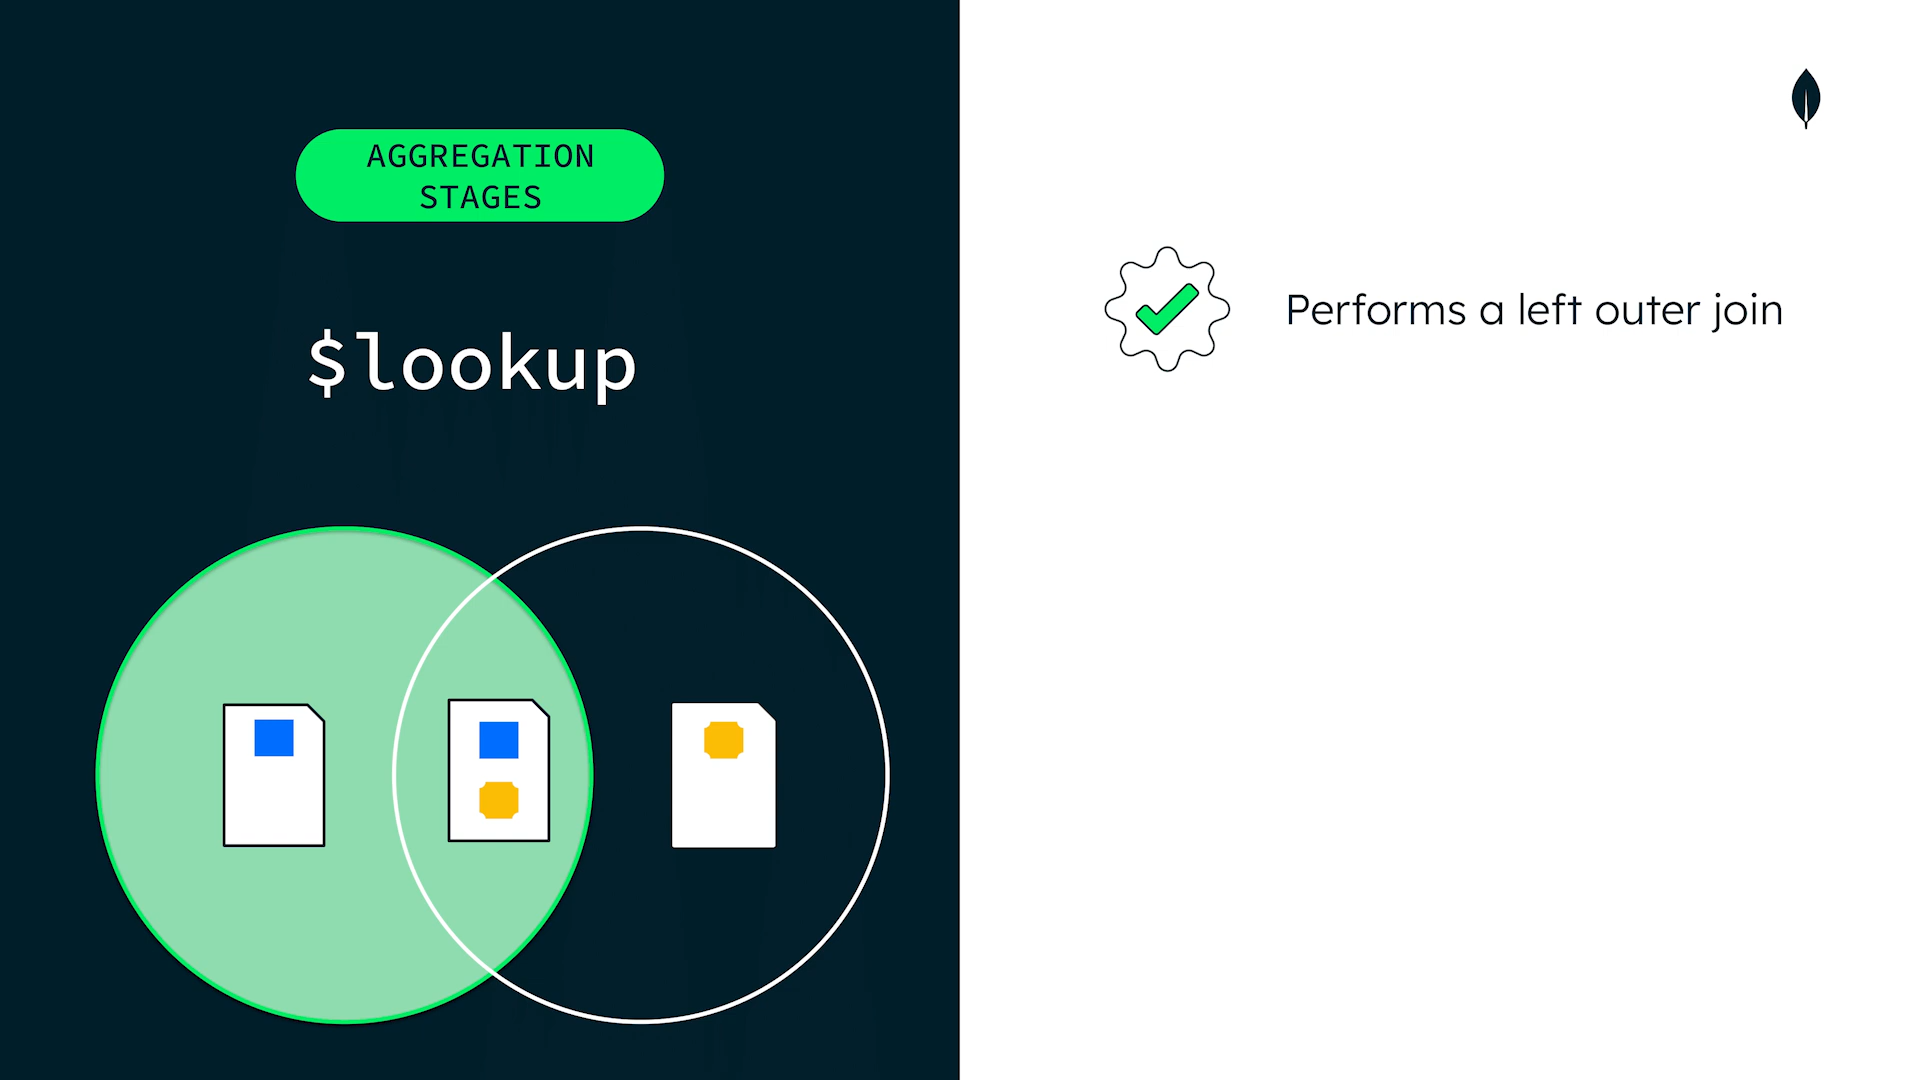 AGGREGATION
STAGES
$lookup
Performs a left outer join